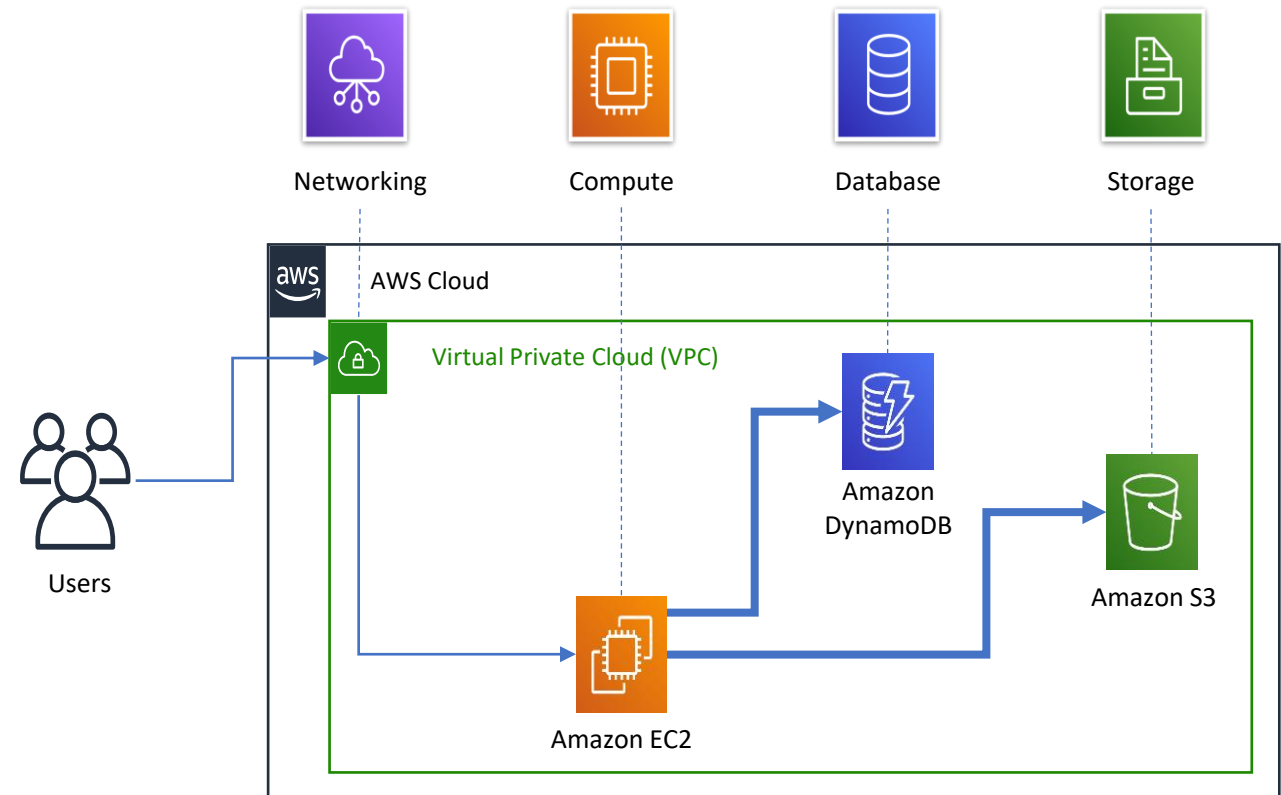 Networking
Compute
Database
Storage
aws
AWS Cloud
Virtual Private Cloud (VPC)
Amazon
DynamoDB
Users
Amazon S3
Amazon EC2